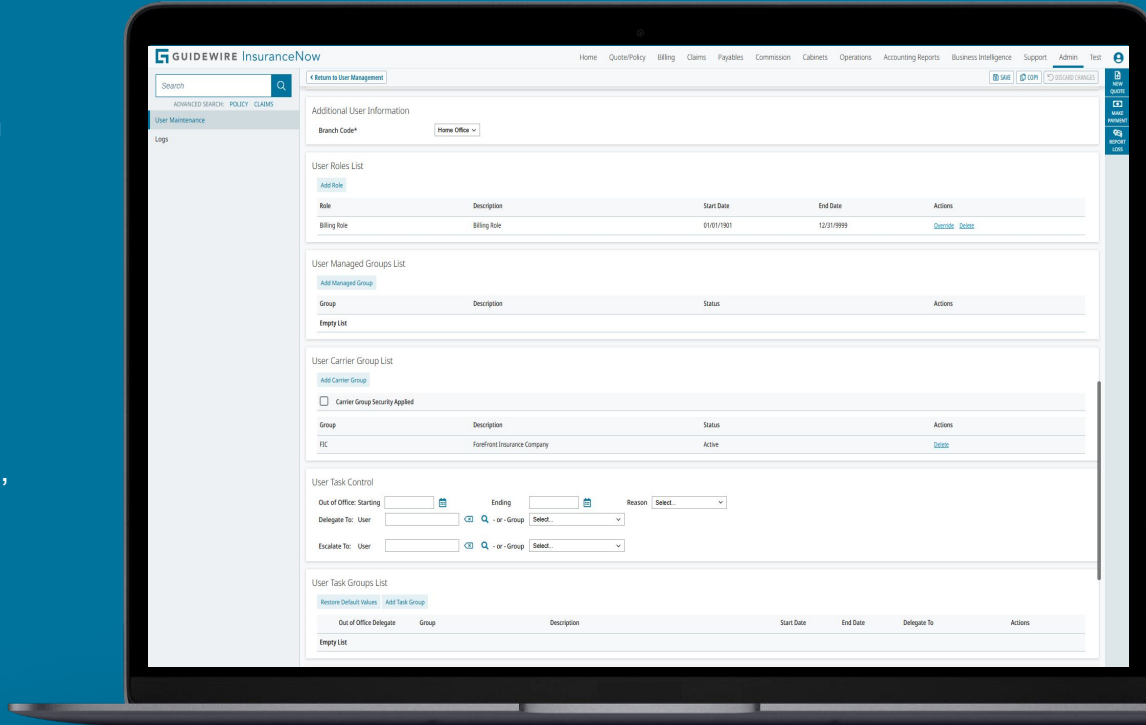 GUIDEWIRE InsuranceNow
Home Quote/Policy Billing Claims Payables Commission Cabinets Operations Accounting Reports Business Intelligence Support Admin Test
Search
ADVANCED SEARCH: POLICY CLAIMS
User Maintenance
Logs
Return to User Management
SAVE COPY DISCARD CHANGES
NEW
QUOTE
MAKE
PAYMENT
REPORT
LOSS
Additional User Information
Branch Code* Home Office
User Roles List
Add Role
Role Description Start Date End Date Actions
Billing Role Billing Role 01/01/1901 12/31/9999 Override Delete
User Managed Groups List
Add Managed Group
Group Description Status Actions
Empty List
User Carrier Group List
Add Carrier Group
Carrier Group Security Applied
Group Description Status Actions
FIC ForeFront Insurance Company Active Delete
User Task Control
Out of Office: Starting Ending Reason Select...
Delegate To: User - or - Group Select...
Escalate To: User - or - Group Select...
User Task Groups List
Restore Default Values Add Task Group
Out of Office Delegate Group Description Start Date End Date Delegate To Actions
Empty List
,